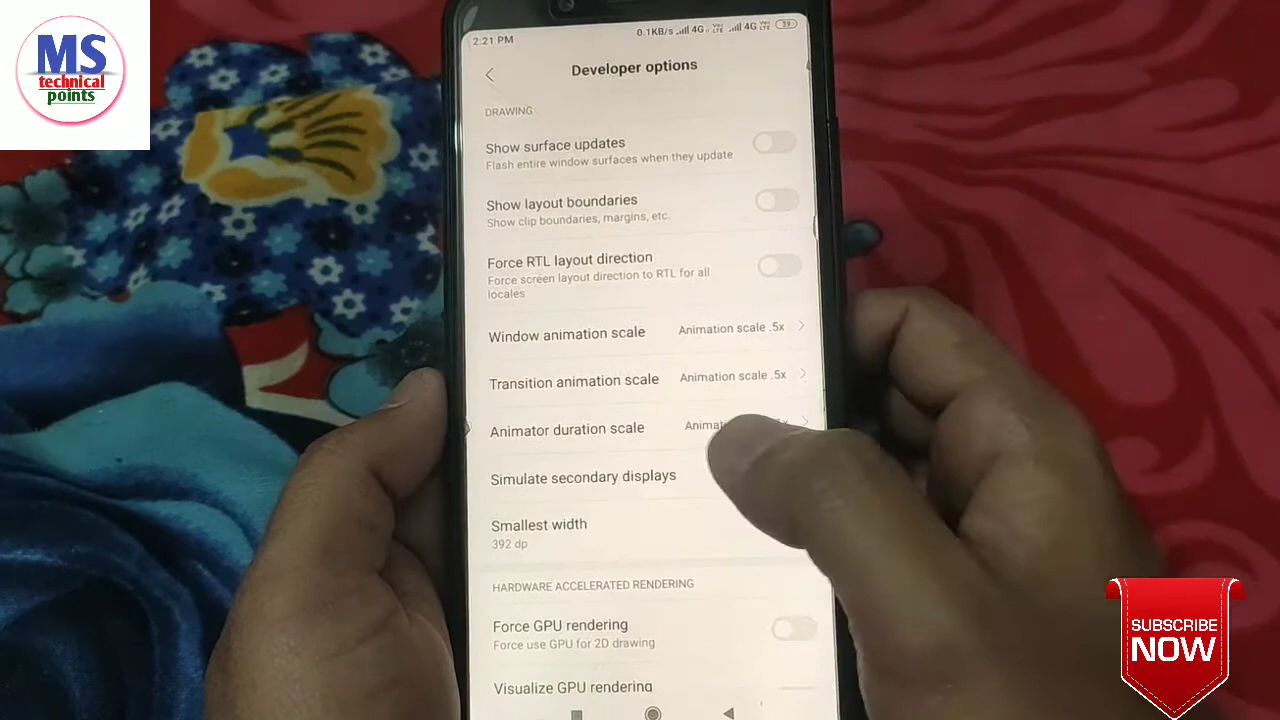 MS
technical
points
2:21 PM
0.1KB/s 4G 4G 39
Developer options
DRAWING
Show surface updates
Flash entire window surfaces when they update
Show layout boundaries
Show clip boundaries, margins, etc.
Force RTL layout direction
Force screen layout direction to RTL for all
locales
Window animation scale Animation scale .5x
Transition animation scale Animation scale .5x
Animator duration scale
Simulate secondary displays
Smallest width
392 dp
HARDWARE ACCELERATED RENDERING
Force GPU rendering
Force use GPU for 2D drawing
Visualize GPU rendering
SUBSCRIBE
NOW